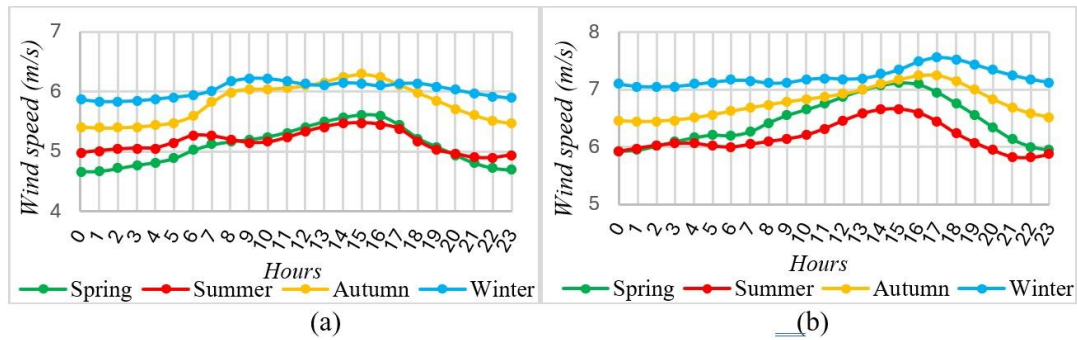 7
6
5
4
Wind speed (m/s)
0 1 2 3 4 5 6 7 8 9 10 11 12 13 14 15 16 17 18 19 20 21 22 23
Hours
Spring Summer Autumn Winter
(a)
8
7
6
5
Wind speed (m/s)
0 1 2 3 4 5 6 7 8 9 10 11 12 13 14 15 16 17 18 19 20 21 22 23
Hours
Spring Summer Autumn Winter
(b)